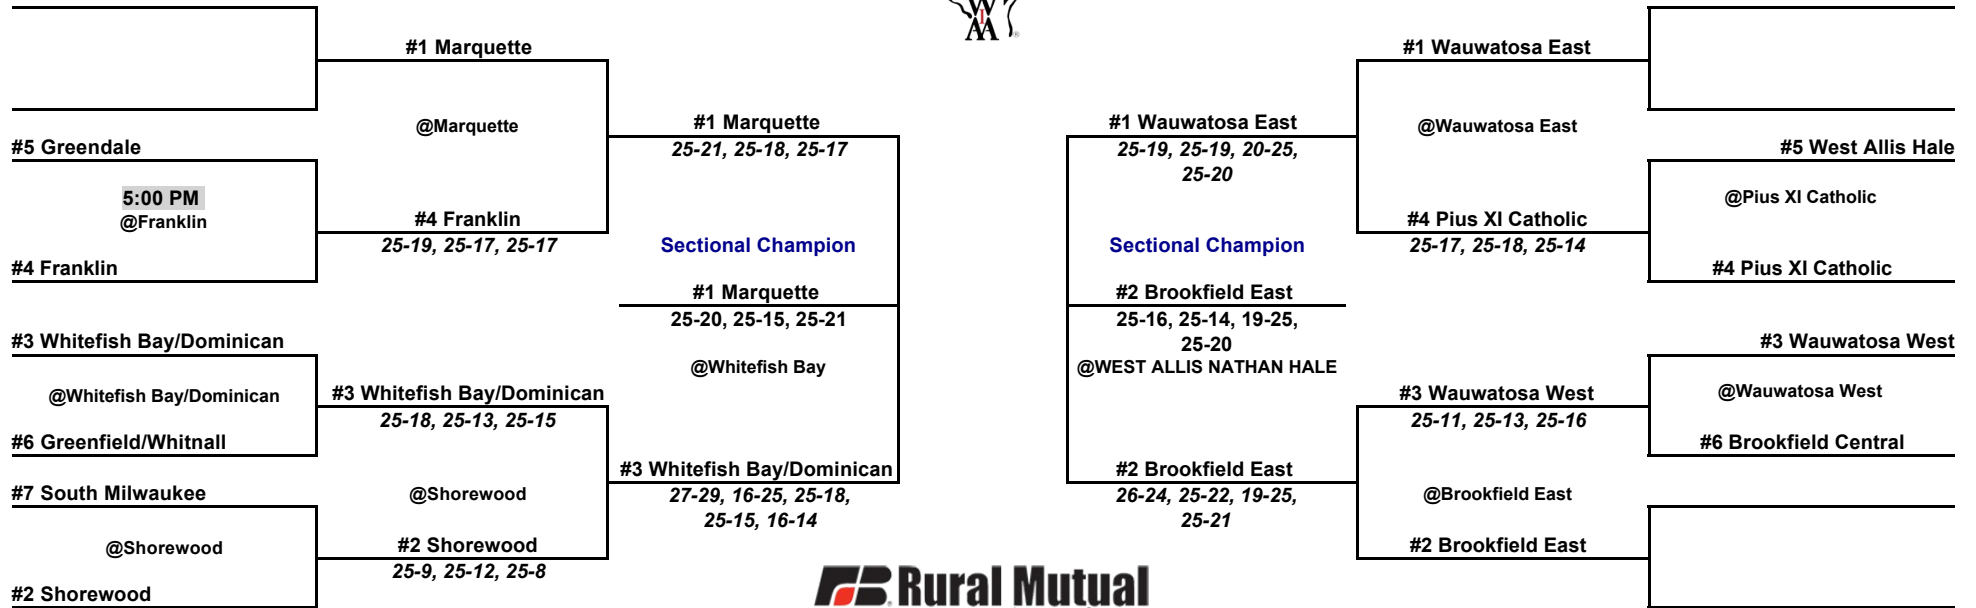 WIAA
#1 Marquette
@Marquette
#5 Greendale
5:00 PM
@Franklin
#4 Franklin
25-19, 25-17, 25-17
#4 Franklin
#1 Marquette
25-21, 25-18, 25-17
Sectional Champion
#1 Marquette
25-20, 25-15, 25-21
@Whitefish Bay
#3 Whitefish Bay/Dominican
@Whitefish Bay/Dominican
#6 Greenfield/Whitnall
#3 Whitefish Bay/Dominican
25-18, 25-13, 25-15
#7 South Milwaukee
@Shorewood
@Shorewood
#2 Shorewood
#2 Shorewood
25-9, 25-12, 25-8
#3 Whitefish Bay/Dominican
27-29, 16-25, 25-18,
25-15, 16-14
#1 Wauwatosa East
25-19, 25-19, 20-25,
25-20
Sectional Champion
#2 Brookfield East
25-16, 25-14, 19-25,
25-20
@WEST ALLIS NATHAN HALE
#2 Brookfield East
26-24, 25-22, 19-25,
25-21
#1 Wauwatosa East
@Wauwatosa East
#4 Pius XI Catholic
25-17, 25-18, 25-14
#5 West Allis Hale
@Pius XI Catholic
#4 Pius XI Catholic
#3 Wauwatosa West
@Wauwatosa West
#3 Wauwatosa West
25-11, 25-13, 25-16
#6 Brookfield Central
@Brookfield East
#2 Brookfield East
Rural Mutual